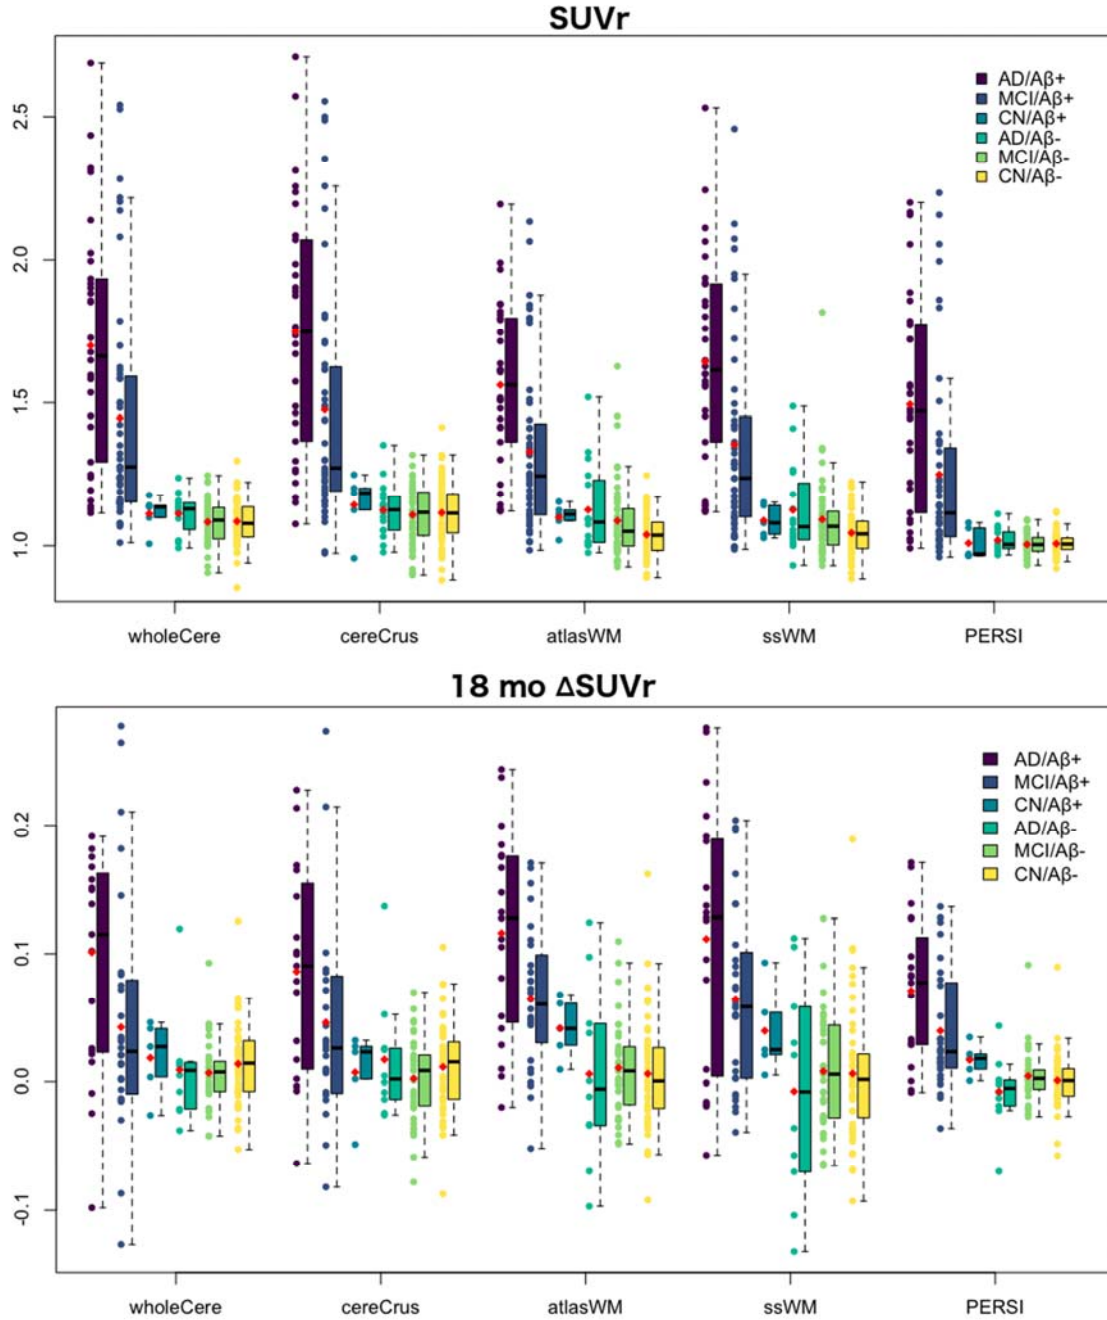 SUVr
2.5
2.0
1.5
1.0
AD/Aβ+
MCI/Aβ+
CN/Aβ+
AD/Aβ-
MCI/Aβ-
CN/Aβ-
wholeCere cereCrus atlasWM ssWM PERSI
18 mo ΔSUVr
0.2
0.1
0.0
-0.1
AD/Aβ+
MCI/Aβ+
CN/Aβ+
AD/Aβ-
MCI/Aβ-
CN/Aβ-
wholeCere cereCrus atlasWM ssWM PERSI